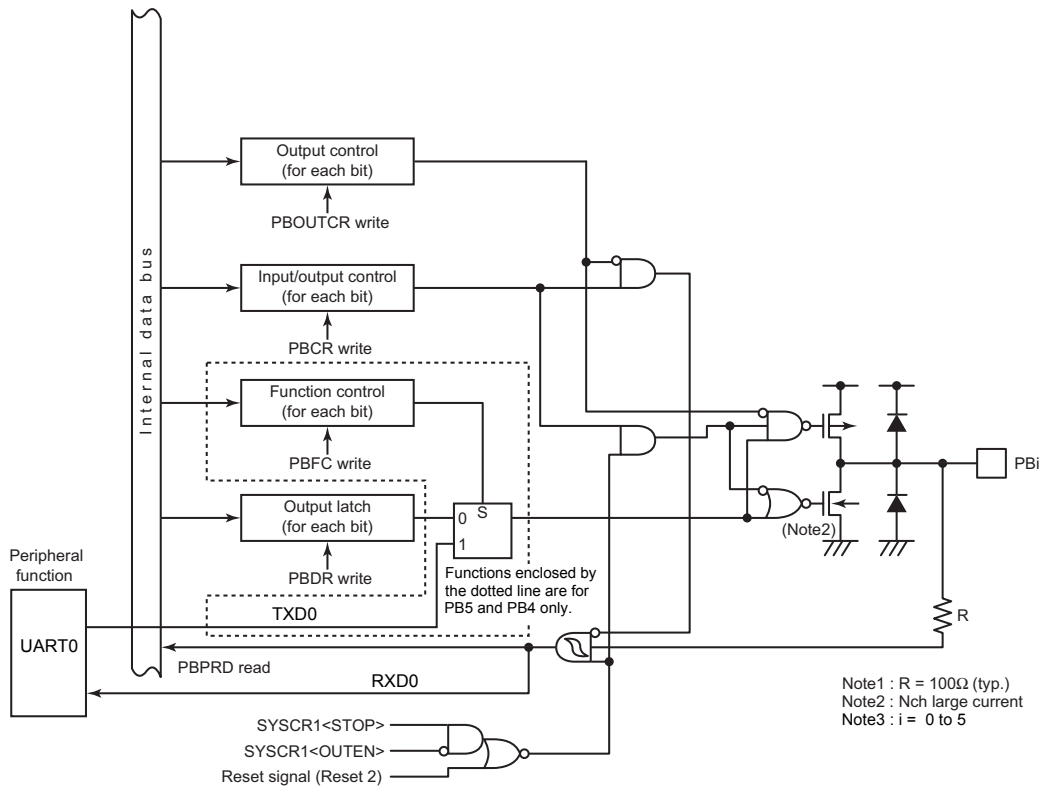 Internal data bus
Output control
(for each bit)
PBOUTCR write
Input/output control
(for each bit)
PBCR write
Function control
(for each bit)
PBFC write
Output latch
(for each bit)
PBDR write
0 S
1
Functions enclosed by
the dotted line are for
PB5 and PB4 only.
(Note2)
PBi
R
Peripheral
function
UART0
TXD0
PBPRD read
RXD0
SYSCR1<STOP>
SYSCR1<OUTEN>
Reset signal (Reset 2)
Note1 : R = 100Ω (typ.)
Note2 : Nch large current
Note3 : i = 0 to 5